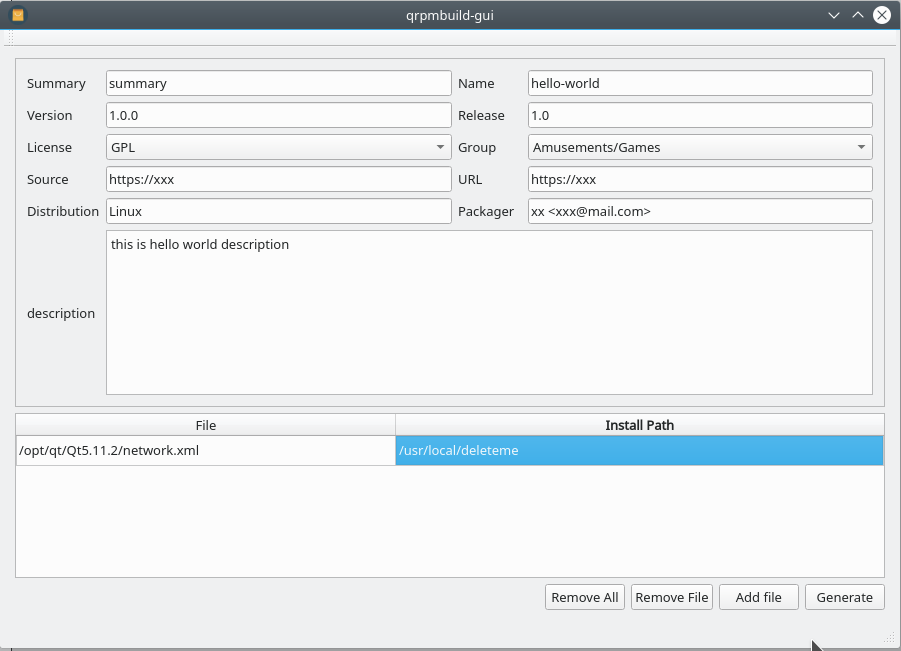 qrpmbuild-gui
Summary summary Name hello-world
Version 1.0.0 Release 1.0
License GPL Group Amusements/Games
Source https://xxx URL https://xxx
Distribution Linux Packager xx <xxx@mail.com>
this is hello world description
description
File Install Path
/opt/qt/Qt5.11.2/network.xml /usr/local/deleteme
Remove All Remove File Add file Generate